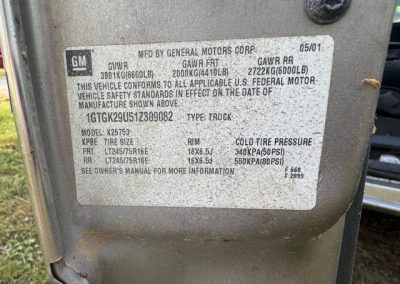 GM
MFD BY GENERAL MOTORS CORP 05/01
GVWR GAWR FRT GAWR RR
3901KG(8600LB) 2000KG(4410LB) 2722KG(6000LB)
THIS VEHICLE CONFORMS TO ALL APPLICABLE U.S. FEDERAL MOTOR
VEHICLE SAFETY STANDARDS IN EFFECT ON THE DATE OF
MANUFACTURE SHOWN ABOVE.
1GTGK29U51Z309082 TYPE: TRUCK
MODEL: K25753
TIRE SIZE RIM COLD TIRE PRESSURE
FRT LT245/75R16E 16X6.5J 340KPA(50PSI)
RR LT245/75R16E 16X6.5J 550KPA(80PSI)
SEE OWNER'S MANUAL FOR MORE INFORMATION